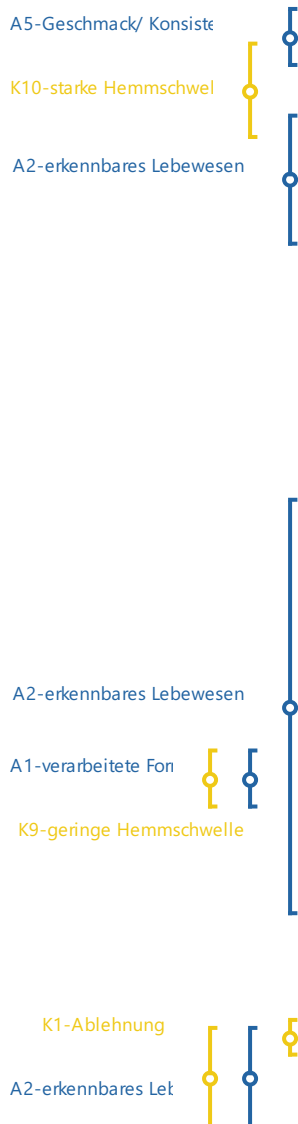 A5-Geschmack/ Konsiste
K10-starke Hemmschwel
A2-erkennbares Lebewesen
A2-erkennbares Lebewesen
A1-verarbeitete For
K9-geringe Hemmschwelle
K1-Ablehnung
A2-erkennbares Leb